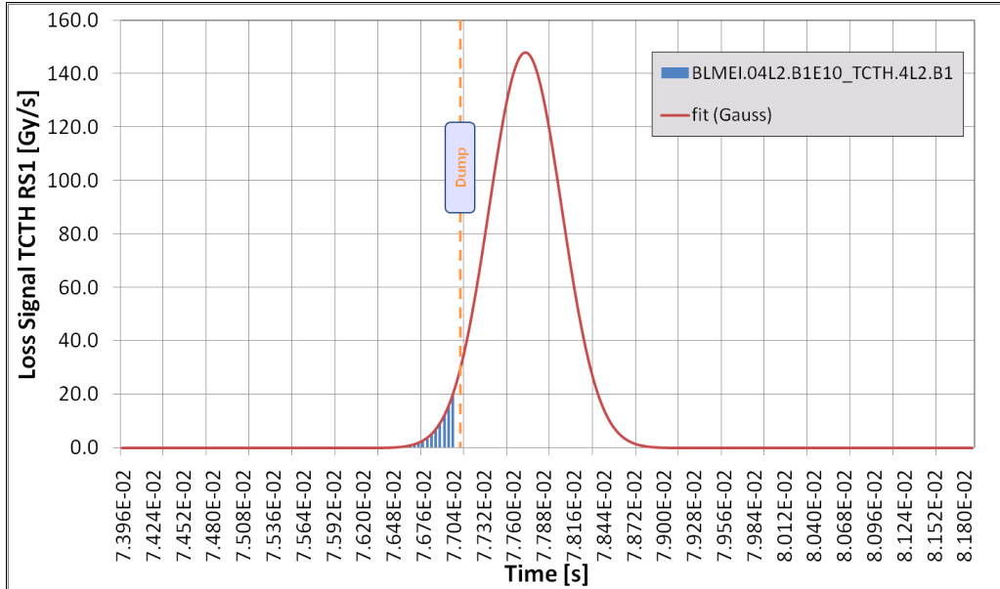 Loss Signal TCTH RS1 [Gy/s]
160.0
140.0
120.0
100.0
80.0
60.0
40.0
20.0
0.0
Dump
BLMEI.04L2.B1E10_TCTH.4L2.B1
fit (Gauss)
7.396E-02
7.424E-02
7.452E-02
7.480E-02
7.508E-02
7.536E-02
7.564E-02
7.592E-02
7.620E-02
7.648E-02
7.676E-02
7.704E-02
7.732E-02
7.760E-02
7.788E-02
7.816E-02
7.844E-02
7.872E-02
7.900E-02
7.928E-02
7.956E-02
7.984E-02
8.012E-02
8.040E-02
8.068E-02
8.096E-02
8.124E-02
8.152E-02
8.180E-02
Time [s]